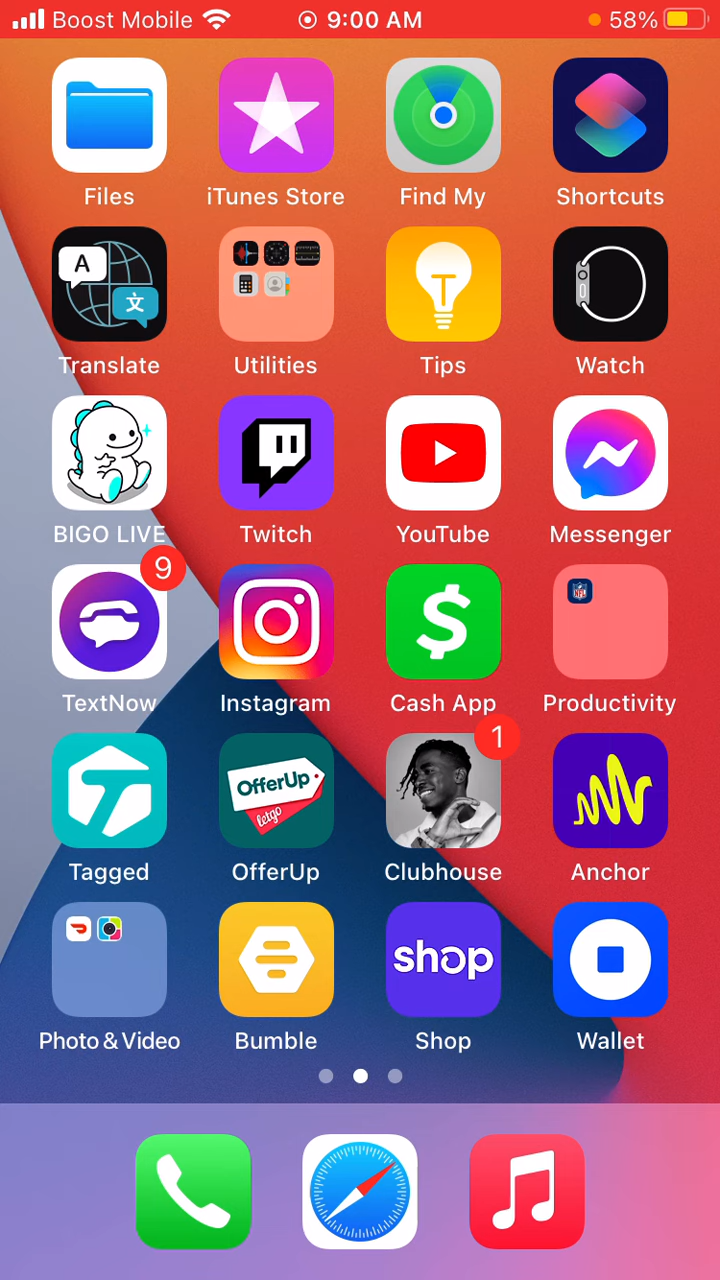 Boost Mobile 9:00 AM 58%
Files iTunes Store Find My Shortcuts
A 文
Translate Utilities Tips Watch
BIGO LIVE Twitch YouTube Messenger
9
TextNow Instagram Cash App Productivity
1
OfferUp
letgo
Tagged OfferUp Clubhouse Anchor
shop
Photo & Video Bumble Shop Wallet